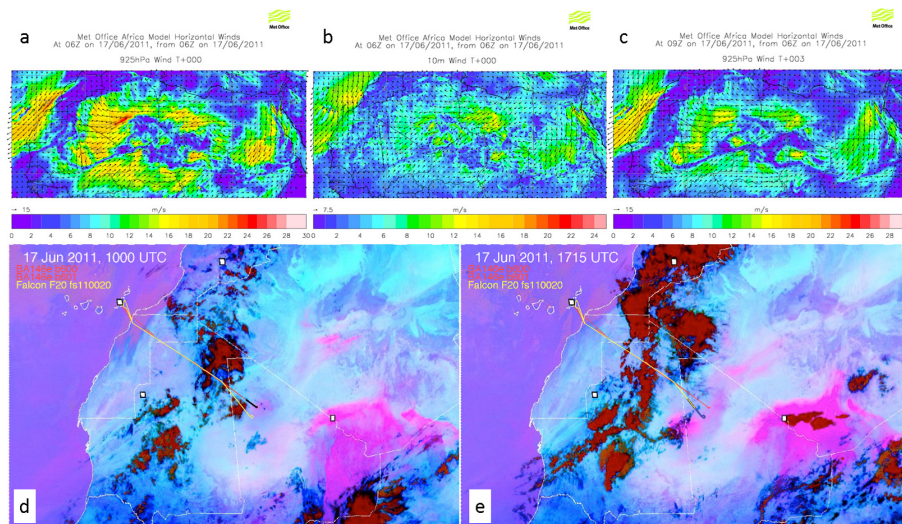 a
Met Office
Met Office Africa Model Horizontal Winds
At 06Z on 17/06/2011, from 06Z on 17/06/2011
925hPa Wind T+000
b
Met Office
Met Office Africa Model Horizontal Winds
At 06Z on 17/06/2011, from 06Z on 17/06/2011
10m Wind T+000
c
Met Office
Met Office Africa Model Horizontal Winds
At 09Z on 17/06/2011, from 06Z on 17/06/2011
925hPa Wind T+003
→ 15
m/s
0 2 4 6 8 10 12 14 16 18 20 22 24 26 28 30
→ 7.5
m/s
0 2 4 6 8 10 12 14 16 18 20 22 24
→ 15
m/s
0 2 4 6 8 10 12 14 16 18 20 22 24 26 28
17 Jun 2011, 1000 UTC
Falcon F20 fs110020
d
17 Jun 2011, 1715 UTC
Falcon F20 fs110020
e